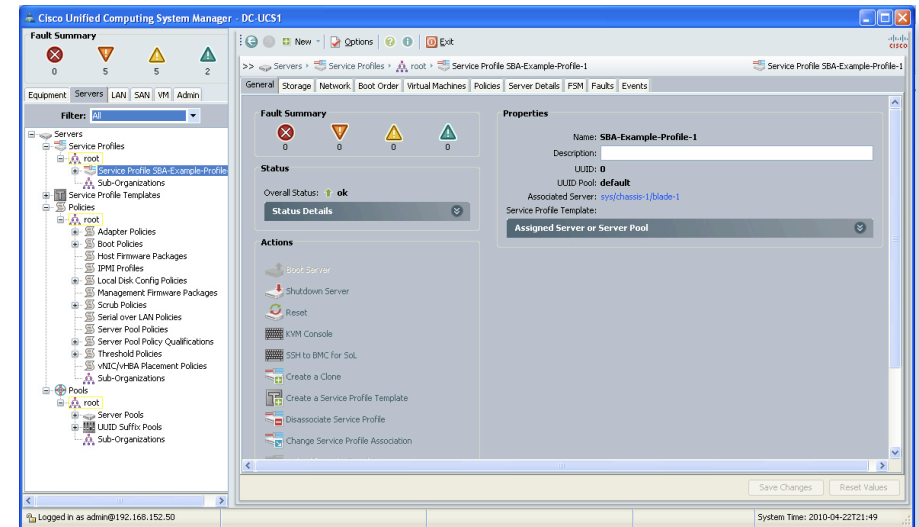 Cisco Unified Computing System Manager - DC-UCS1
Fault Summary
0 5 5 2
Equipment Servers LAN SAN VM Admin
Filter: All
Servers
Service Profiles
root
Service Profile SBA-Example-Profile-
Sub-Organizations
Service Profile Templates
Policies
root
Adapter Policies
Boot Policies
Host Firmware Packages
IPMI Profiles
Local Disk Config Policies
Management Firmware Packages
Scrub Policies
Serial over LAN Policies
Server Pool Policies
Server Pool Policy Qualifications
Threshold Policies
vNIC/vHBA Placement Policies
Sub-Organizations
Pools
root
Server Pools
UUID Suffix Pools
Sub-Organizations
New Options Exit
CISCO
>> Servers Service Profiles root Service Profile SBA-Example-Profile-1
Service Profile SBA-Example-Profile-1
General Storage Network Boot Order Virtual Machines Policies Server Details FSM Faults Events
Fault Summary
0 0 0 0
Status
Overall Status: ok
Status Details
Actions
Boot Server
Shutdown Server
Reset
KVM Console
SSH to BMC for SoL
Create a Clone
Create a Service Profile Template
Disassociate Service Profile
Change Service Profile Association
Properties
Name: SBA-Example-Profile-1
Description:
UUID: 0
UUID Pool: default
Associated Server: sys/chassis-1/blade-1
Service Profile Template:
Assigned Server or Server Pool
Save Changes Reset Values
Logged in as admin@192.168.152.50
System Time: 2010-04-22T21:49